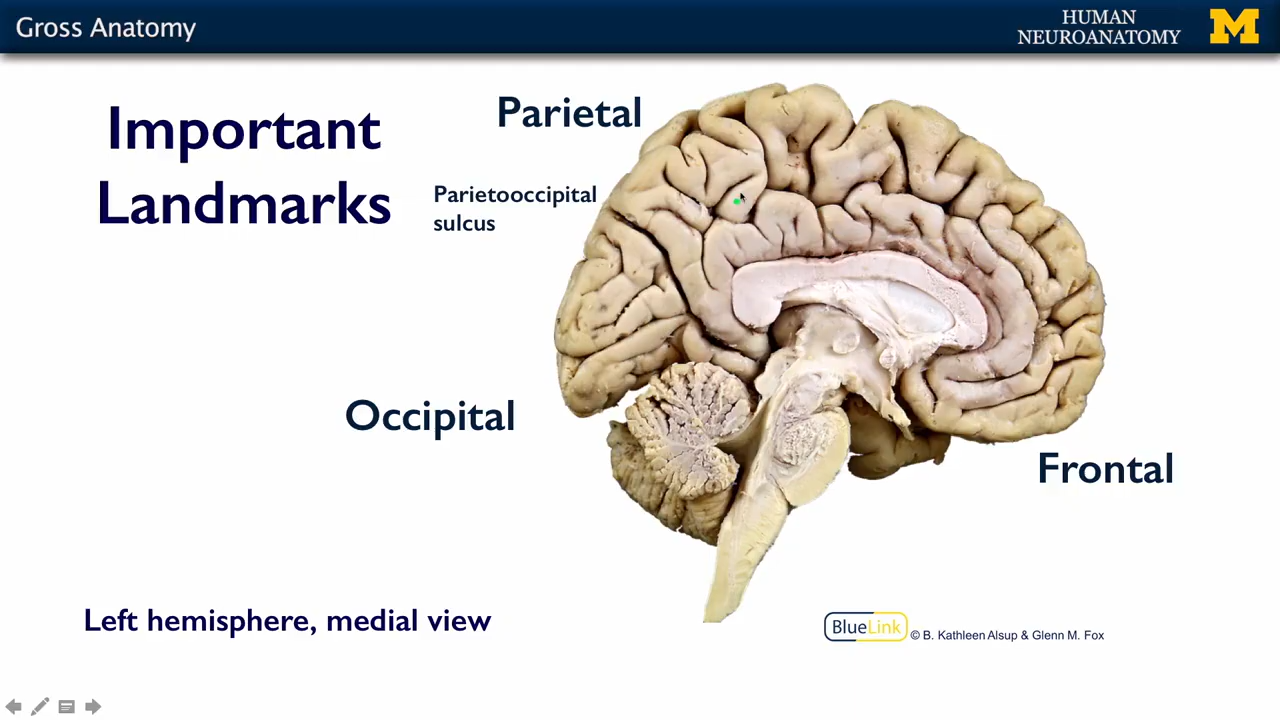 Gross Anatomy
HUMAN
NEUROANATOMY
M
Important
Landmarks
Parietal
Parietooccipital
sulcus
Occipital
Frontal
Left hemisphere, medial view
BlueLink
© B. Kathleen Alsup & Glenn M. Fox